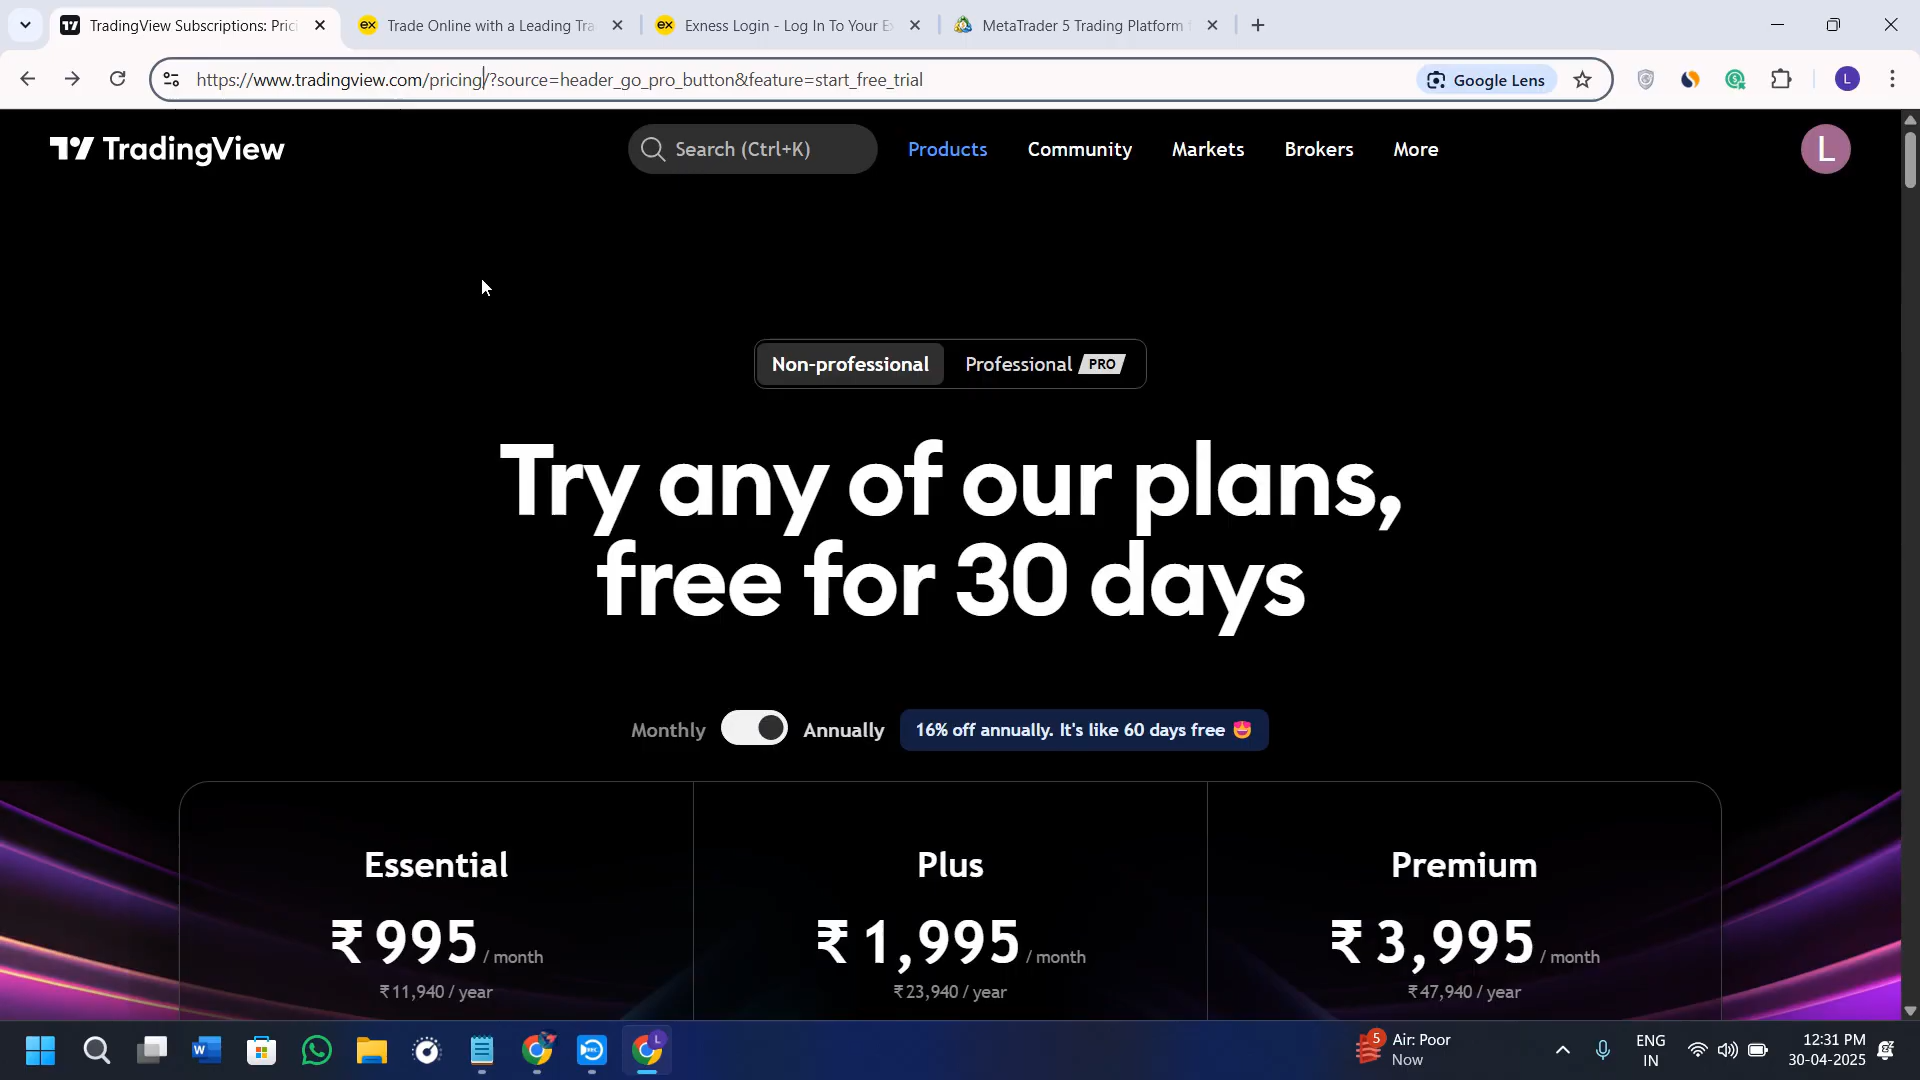 TradingView Subscriptions: Pric
Trade Online with a Leading Tra
Exness Login - Log In To Your E
MetaTrader 5 Trading Platform f
https://www.tradingview.com/pricing/?source=header_go_pro_button&feature=start_free_trial
Google Lens
L
TradingView
Search (Ctrl+K)
Products
Community
Markets
Brokers
More
L
Non-professional
Professional PRO
Try any of our plans,
free for 30 days
Monthly
Annually
16% off annually. It's like 60 days free
Essential
Plus
Premium
₹ 995 / month
₹ 1,995 / month
₹ 3,995 / month
₹11,940 / year
₹23,940 / year
₹47,940 / year
5
Air: Poor
Now
ENG
IN
12:31 PM
30-04-2025